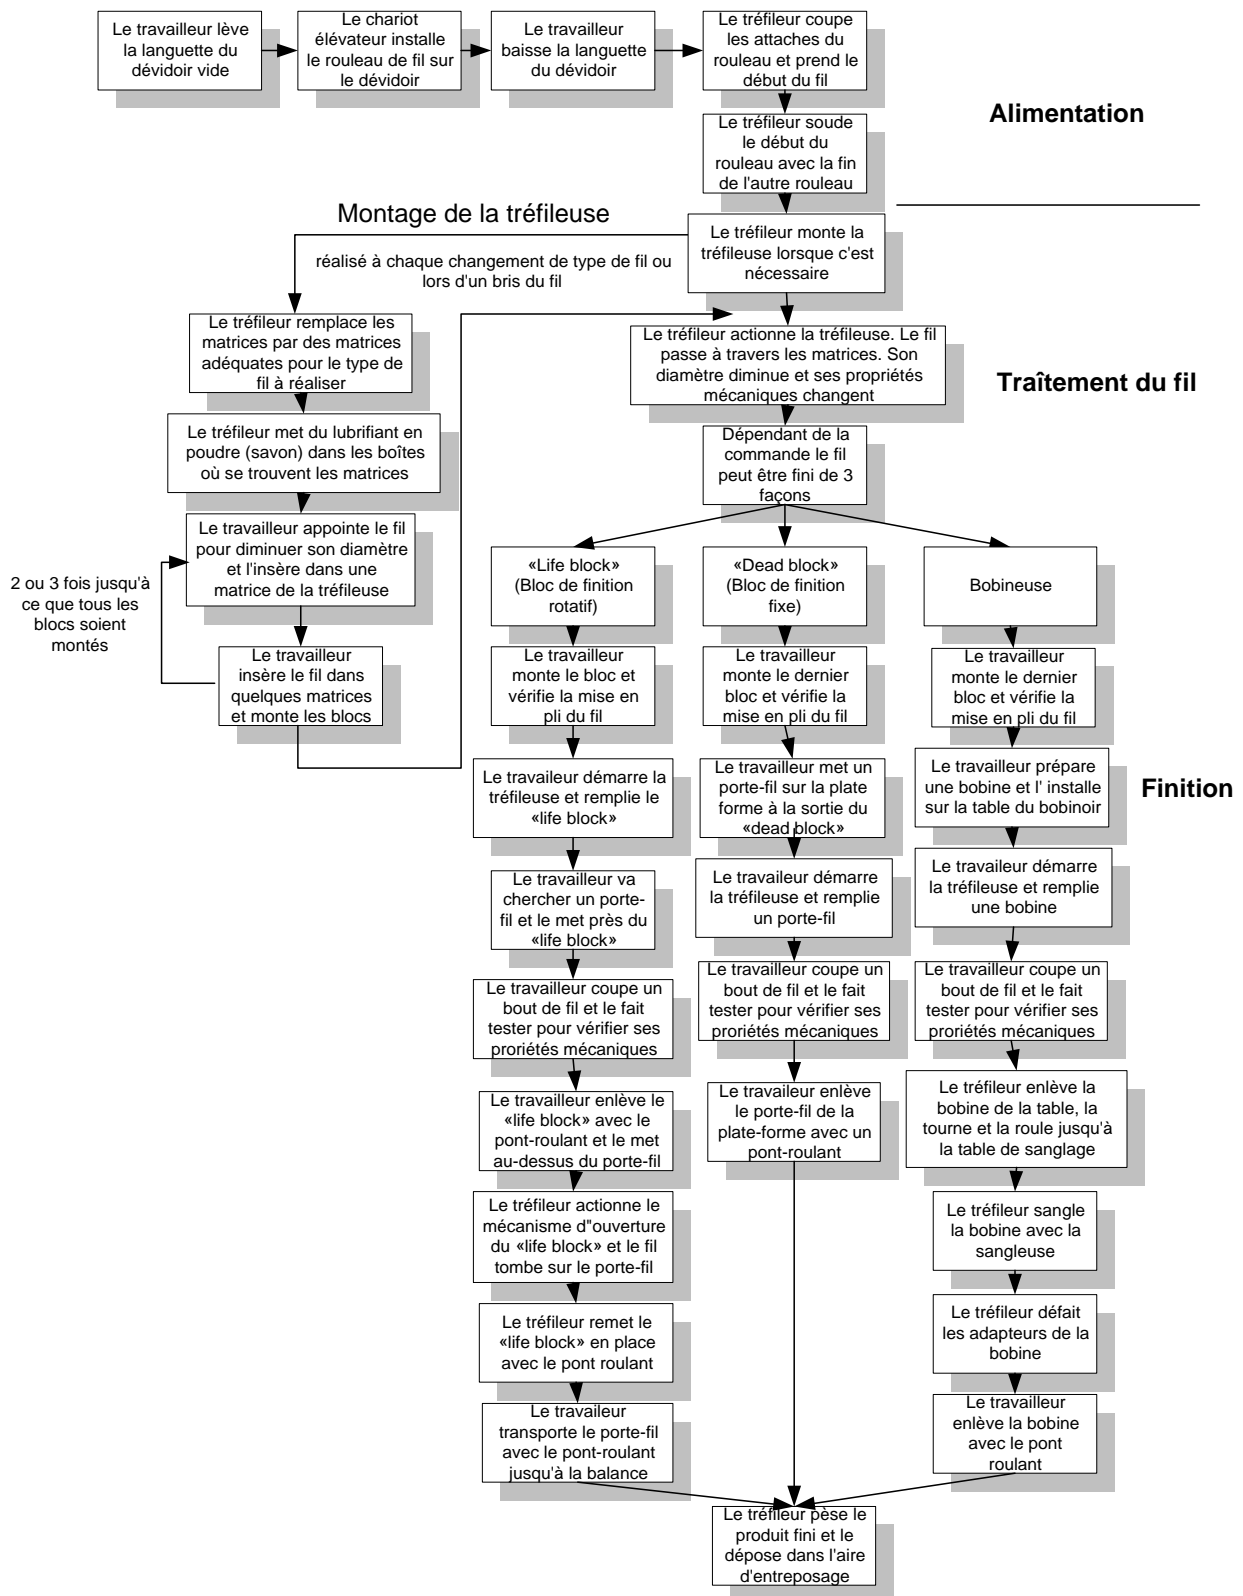 Le travailleur lève
la languette du
dévidoir vide
Le chariot
élévateur installe
le rouleau de fil sur
le dévidoir
Le travailleur
baisse la languette
du dévidoir
Le tréfileur coupe
les attaches du
rouleau et prend le
début du fil
Alimentation
Le tréfileur soude
le début du
rouleau avec la fin
de l'autre rouleau
Montage de la tréfileuse
Le tréfileur monte la
tréfileuse lorsque c'est
nécessaire
réalisé à chaque changement de type de fil ou
lors d'un bris du fil
Le tréfileur remplace les
matrices par des matrices
adéquates pour le type de
fil à réaliser
Le tréfileur met du lubrifiant en
poudre (savon) dans les boîtes
où se trouvent les matrices
Le travailleur appointe le fil
pour diminuer son diamètre
et l'insère dans une
matrice de la tréfileuse
2 ou 3 fois jusqu'à
ce que tous les
blocs soient
montés
Le travailleur
insère le fil dans
quelques matrices
et monte les blocs
Le tréfileur actionne la tréfileuse. Le fil
passe à travers les matrices. Son
diamètre diminue et ses propriétés
mécaniques changent
Traîtement du fil
Dépendant de la
commande le fil
peut être fini de 3
façons
«Life block»
(Bloc de finition
rotatif)
Le travailleur
monte le bloc et
vérifie la mise en
pli du fil
Le travaileur démarre la
tréfileuse et remplie le
«life block»
Le travailleur va
chercher un porte-
fil et le met près du
«life block»
Le travailleur coupe un
bout de fil et le fait
tester pour vérifier ses
proriétés mécaniques
Le travailleur enlève le
«life block» avec le
pont-roulant et le met
au-dessus du porte-fil
Le tréfileur actionne le
mécanisme d"ouverture
du «life block» et le fil
tombe sur le porte-fil
Le tréfileur remet le
«life block» en place
avec le pont roulant
Le travaileur
transporte le porte-fil
avec le pont-roulant
jusqu'à la balance
«Dead block»
(Bloc de finition
fixe)
Le travailleur
monte le dernier
bloc et vérifie la
mise en pli du fil
Le travailleur met un
porte-fil sur la plate
forme à la sortie du
«dead block»
Le travaileur démarre
la tréfileuse et remplie
un porte-fil
Le travailleur coupe un
bout de fil et le fait
tester pour vérifier ses
proriétés mécaniques
Le travaileur enlève
le porte-fil de la
plate-forme avec un
pont-roulant
Bobineuse
Le travailleur
monte le dernier
bloc et vérifie la
mise en pli du fil
Le travailleur prépare
une bobine et l' installe
sur la table du bobinoir
Finition
Le travaileur démarre
la tréfileuse et remplie
une bobine
Le travailleur coupe un
bout de fil et le fait
tester pour vérifier ses
proriétés mécaniques
Le tréfileur enlève la
bobine de la table, la
tourne et la roule jusqu'à
la table de sanglage
Le tréfileur sangle
la bobine avec la
sangleuse
Le tréfileur défait
les adapteurs de la
bobine
Le travailleur
enlève la bobine
avec le pont
roulant
Le tréfileur pèse le
produit fini et le
dépose dans l'aire
d'entreposage